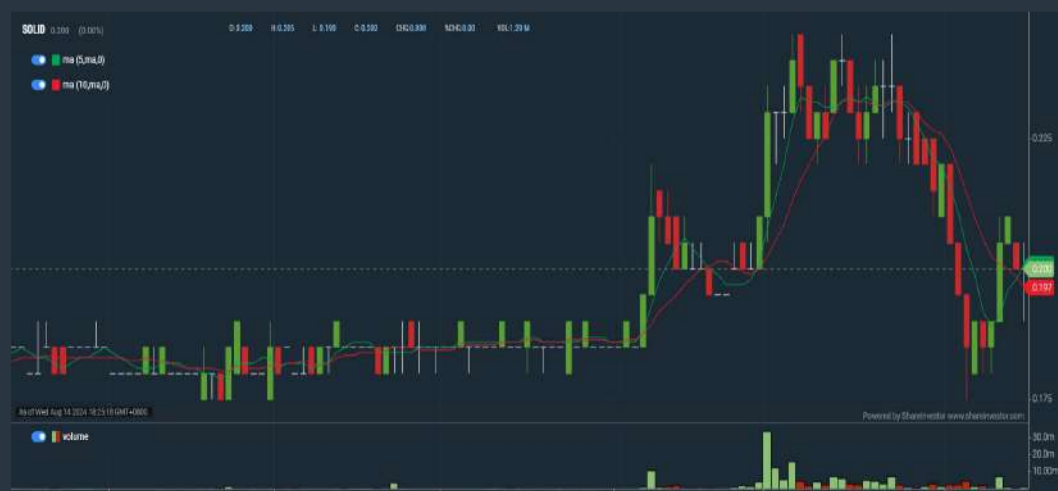 SOLID 0.200 (0.00%) O: 0.200 H: 0.205 L: 0.190 C: 0.200 CHG:0.000 %CHG:0.00 VOL:1.29 M
ma (5,ma,0)
ma (10,ma,0)
0.225
0.200
0.197
0.175
As of Wed Aug 14 2024 18:25:18 GMT+0800
Powered by ShareInvestor www.shareinvestor.com
volume
30.0m
20.0m
10.00m